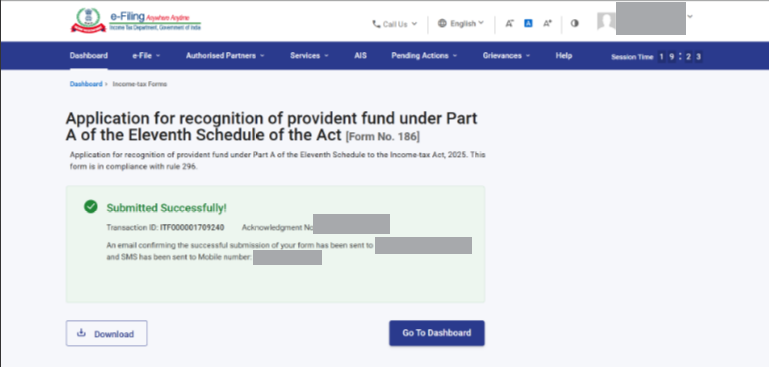 e-Filing Anywhere Anytime
Income Tax Department, Government of India
Call Us
English
A-
A
A+
Dashboard
e-File
Authorised Partners
Services
AIS
Pending Actions
Grievances
Help
Session Time 1 9 : 2 3
Dashboard > Income-tax Forms
Application for recognition of provident fund under Part
A of the Eleventh Schedule of the Act [Form No. 186]
Application for recognition of provident fund under Part A of the Eleventh Schedule to the Income-tax Act, 2025. This
form is in compliance with rule 296.
Submitted Successfully!
Transaction ID: ITF000001709240 Acknowledgment No
An email confirming the successful submission of your form has been sent to
and SMS has been sent to Mobile number:
Download
Go To Dashboard